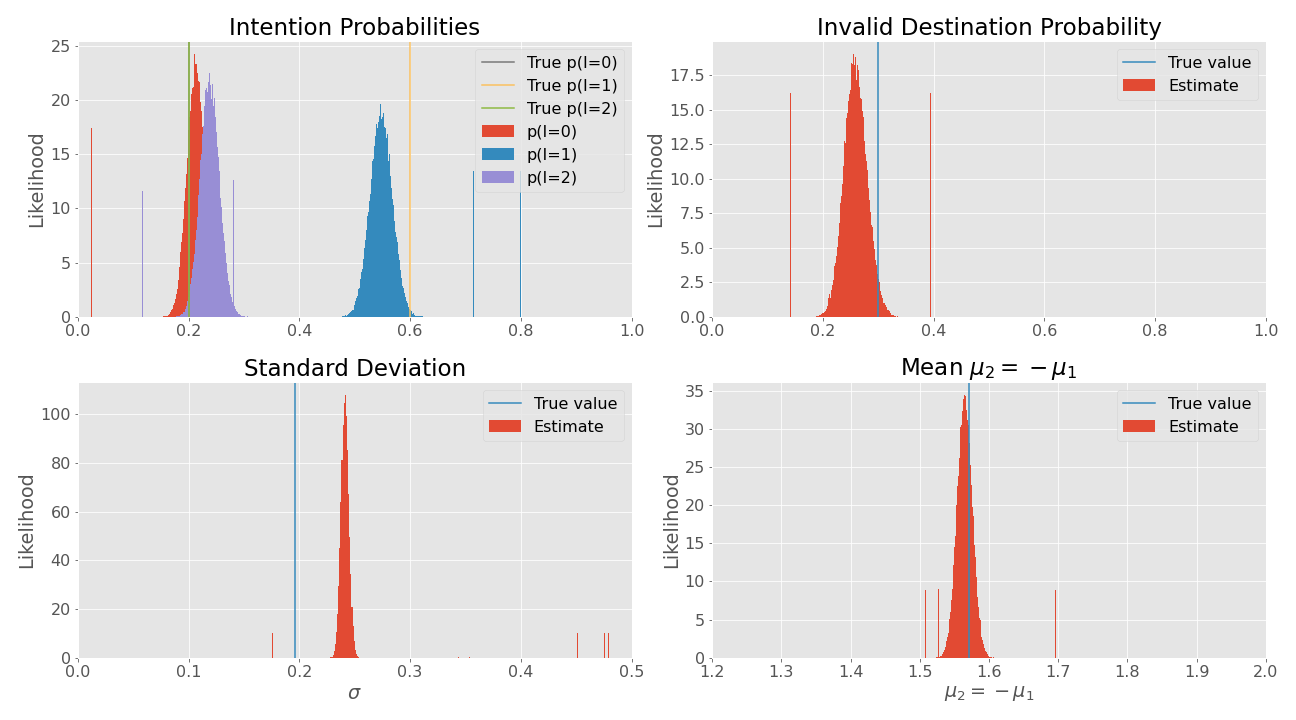 Intention Probabilities
Likelihood
25
20
15
10
5
0
0.0 0.2 0.4 0.6 0.8 1.0
True p(I=0)
True p(I=1)
True p(I=2)
p(I=0)
p(I=1)
p(I=2)
Invalid Destination Probability
Likelihood
17.5
15.0
12.5
10.0
7.5
5.0
2.5
0.0
0.0 0.2 0.4 0.6 0.8 1.0
True value
Estimate
Standard Deviation
Likelihood
100
80
60
40
20
0
0.0 0.1 0.2 0.3 0.4 0.5
σ
True value
Estimate
Mean μ₂ = −μ₁
Likelihood
35
30
25
20
15
10
5
0
1.2 1.3 1.4 1.5 1.6 1.7 1.8 1.9 2.0
μ₂ = −μ₁
True value
Estimate